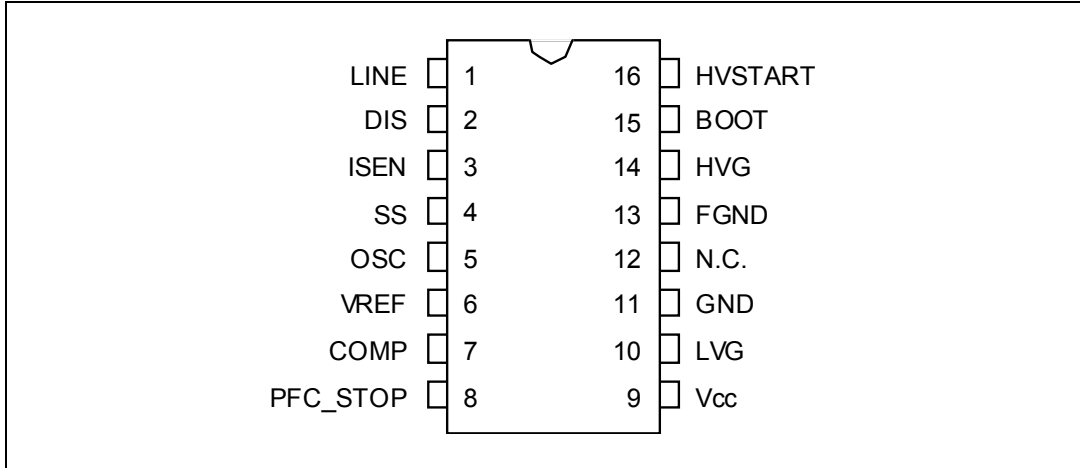 LINE 1 16 HVSTART
DIS 2 15 BOOT
ISEN 3 14 HVG
SS 4 13 FGND
OSC 5 12 N.C.
VREF 6 11 GND
COMP 7 10 LVG
PFC_STOP 8 9 Vcc